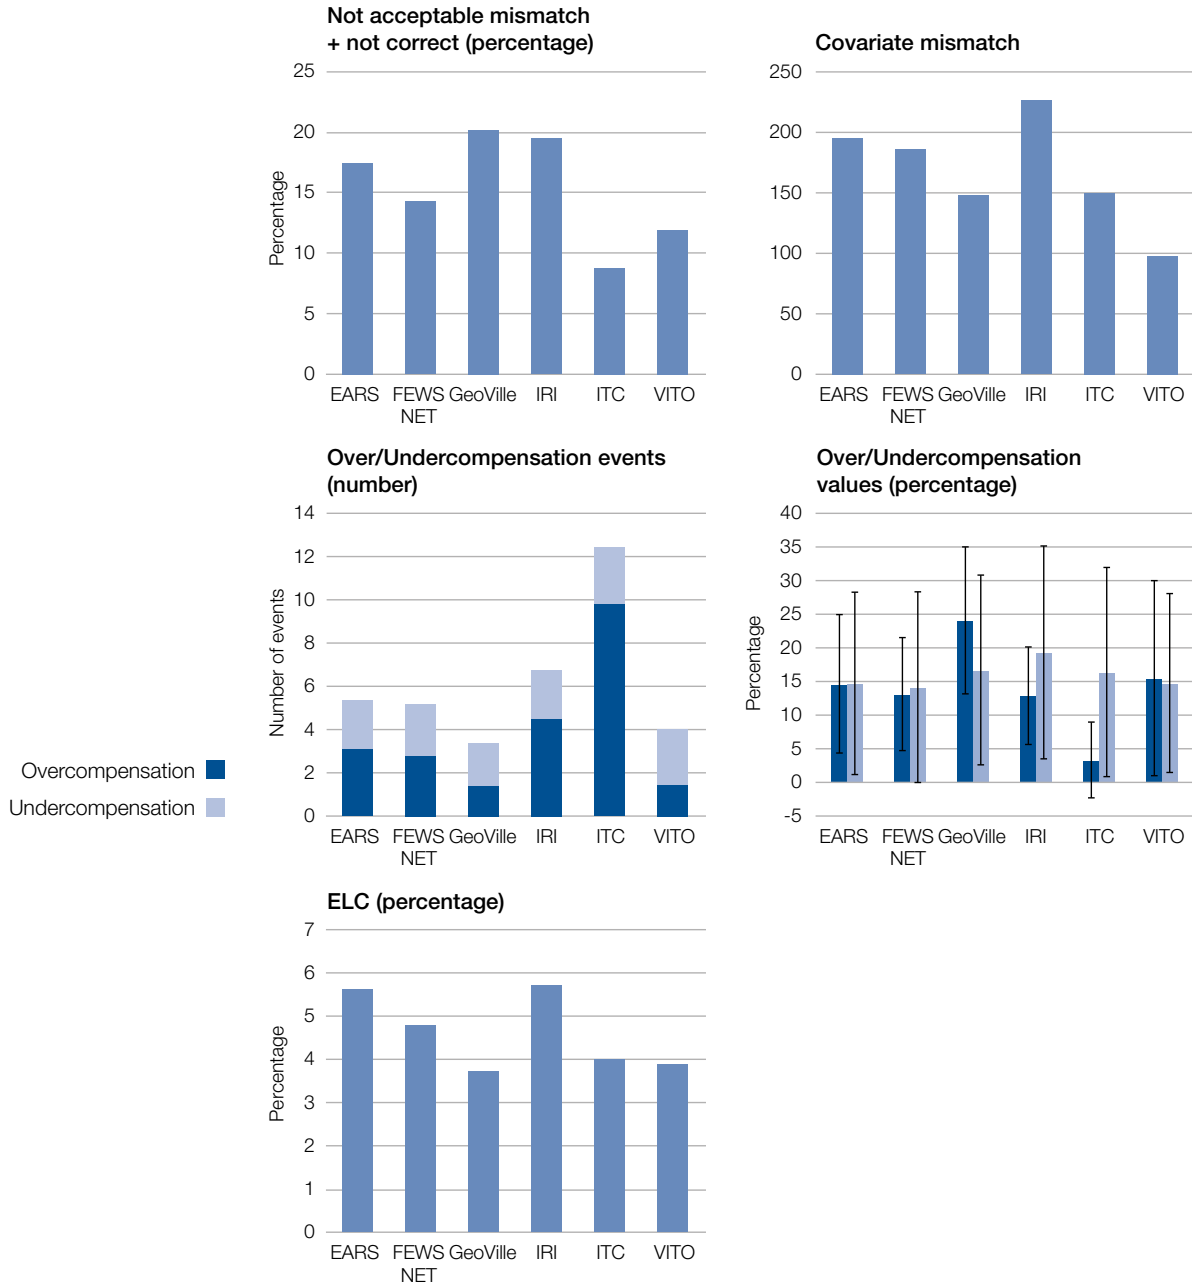 Not acceptable mismatch
+ not correct (percentage)
Percentage
25
20
15
10
5
0
EARS FEWS NET GeoVille IRI ITC VITO
Covariate mismatch
250
200
150
100
50
0
EARS FEWS NET GeoVille IRI ITC VITO
Over/Undercompensation events
(number)
Number of events
14
12
10
8
6
4
2
0
EARS FEWS NET GeoVille IRI ITC VITO
Overcompensation
Undercompensation
Over/Undercompensation
values (percentage)
Percentage
40
35
30
25
20
15
10
5
0
-5
EARS FEWS NET GeoVille IRI ITC VITO
ELC (percentage)
Percentage
7
6
5
4
3
2
1
0
EARS FEWS NET GeoVille IRI ITC VITO